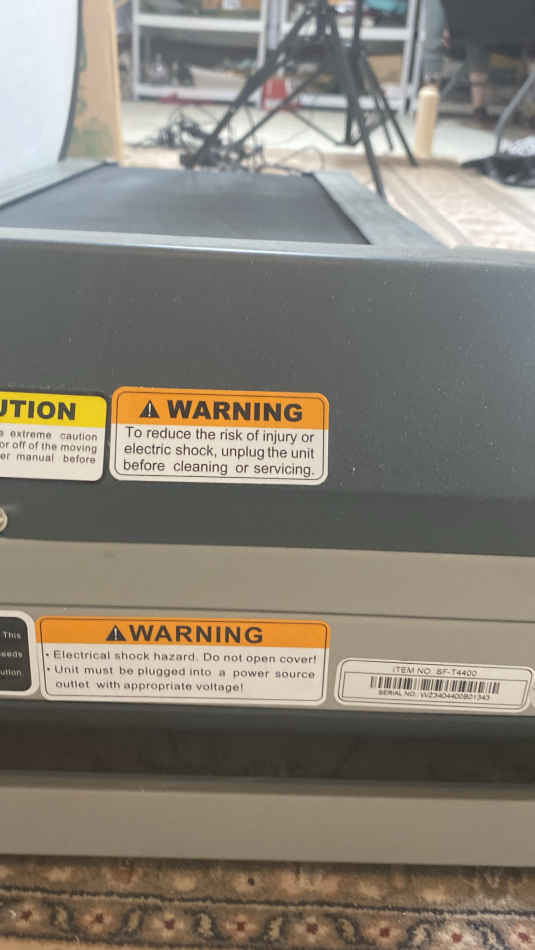 UTION
extreme caution
or off of the moving
er manual before
WARNING
To reduce the risk of injury or
electric shock, unplug the unit
before cleaning or servicing.
This
eeds
ution
WARNING
• Electrical shock hazard. Do not open cover!
• Unit must be plugged into a power source
outlet with appropriate voltage!
ITEM NO: SF-T4400
SERIAL NO.: